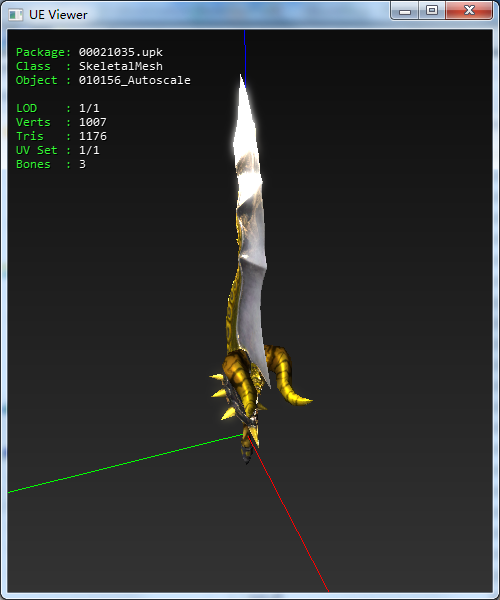 UE Viewer
Package: 00021035.upk
Class : SkeletalMesh
Object : 010156_Autoscale
LOD : 1/1
Verts : 1007
Tris : 1176
UV Set : 1/1
Bones : 3